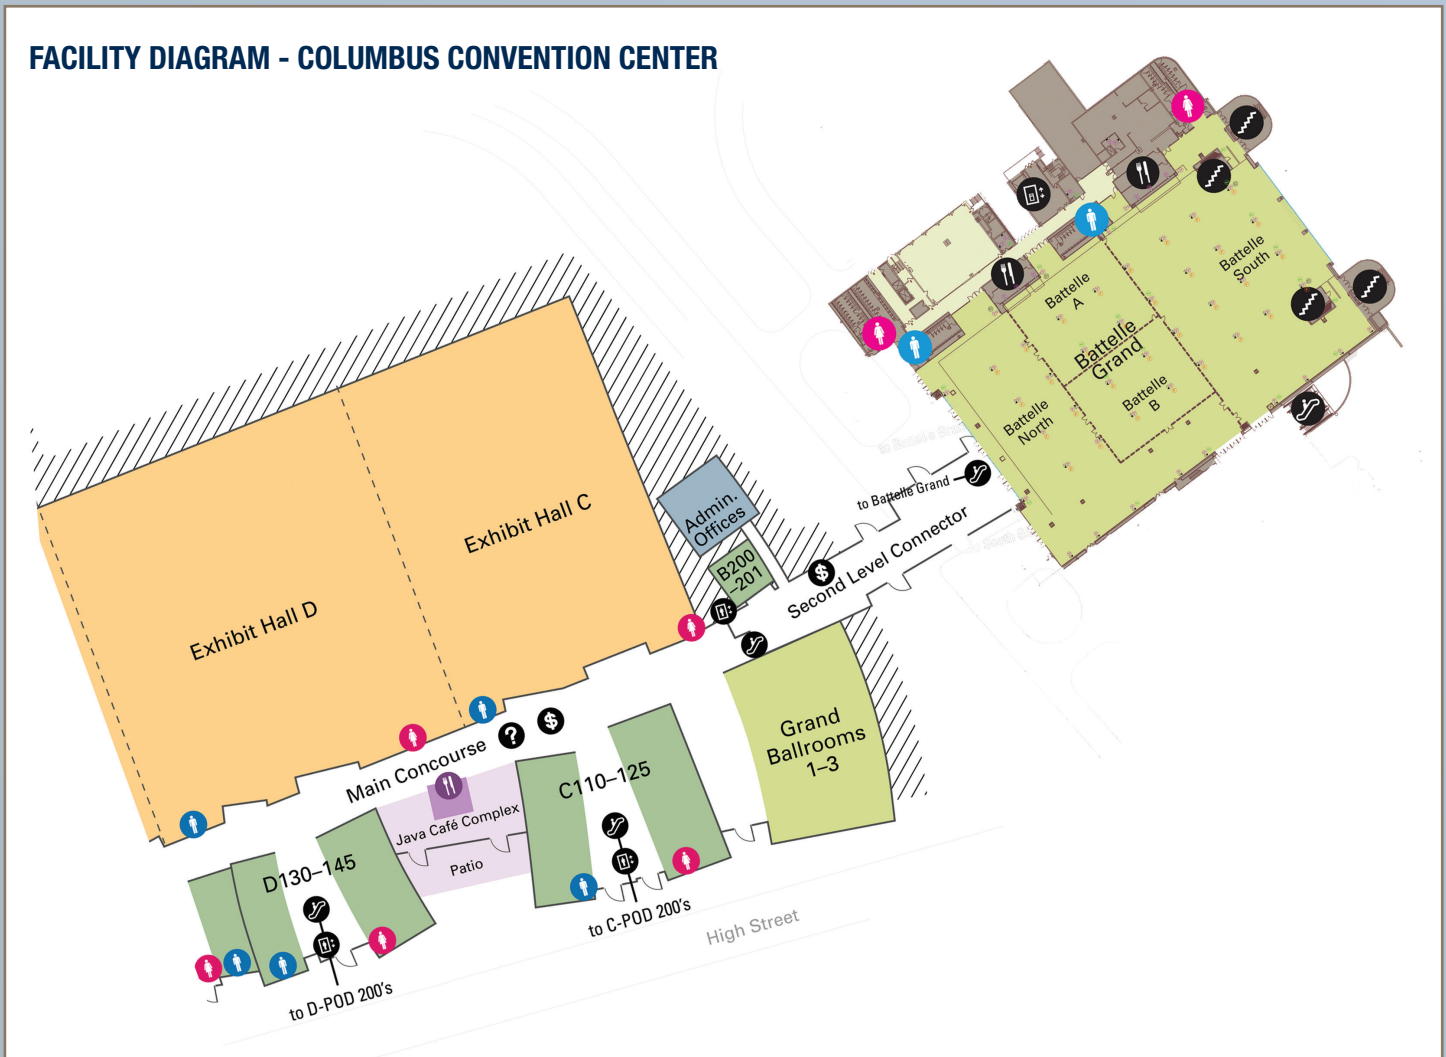 FACILITY DIAGRAM - COLUMBUS CONVENTION CENTER
Battelle
South
Battelle
A
Battelle
Grand
Battelle
B
Battelle
North
to Battelle Grand
Second Level Connector
Admin.
Offices
B200
–201
Exhibit Hall C
Exhibit Hall D
$
$
?
Main Concourse
Java Café Complex
Patio
C110–125
Grand
Ballrooms
1–3
D130–145
to C-POD 200's
to D-POD 200's
High Street